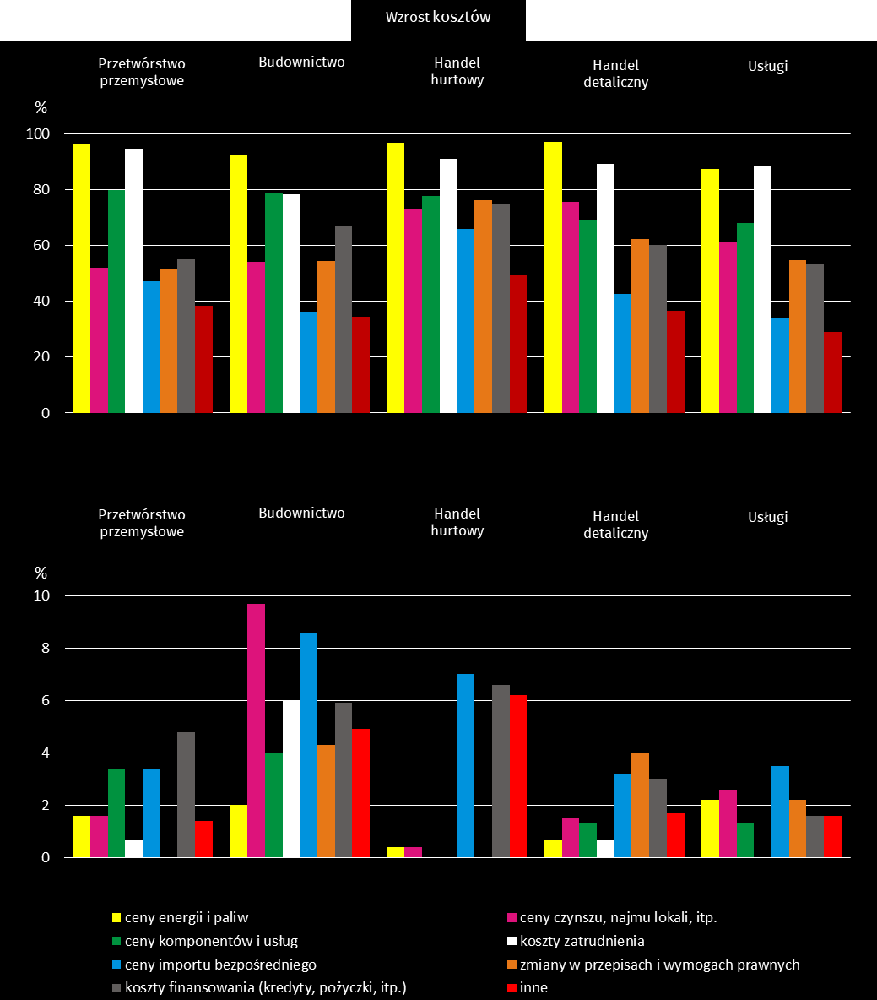 Wzrost kosztów
Przetwórstwo
przemysłowe
Budownictwo
Handel
hurtowy
Handel
detaliczny
Usługi
%
100
80
60
40
20
0
Przetwórstwo
przemysłowe
Budownictwo
Handel
hurtowy
Handel
detaliczny
Usługi
%
10
8
6
4
2
0
ceny energii i paliw
ceny czynszu, najmu lokali, itp.
ceny komponentów i usług
koszty zatrudnienia
ceny importu bezpośredniego
zmiany w przepisach i wymogach prawnych
koszty finansowania (kredyty, pożyczki, itp.)
inne